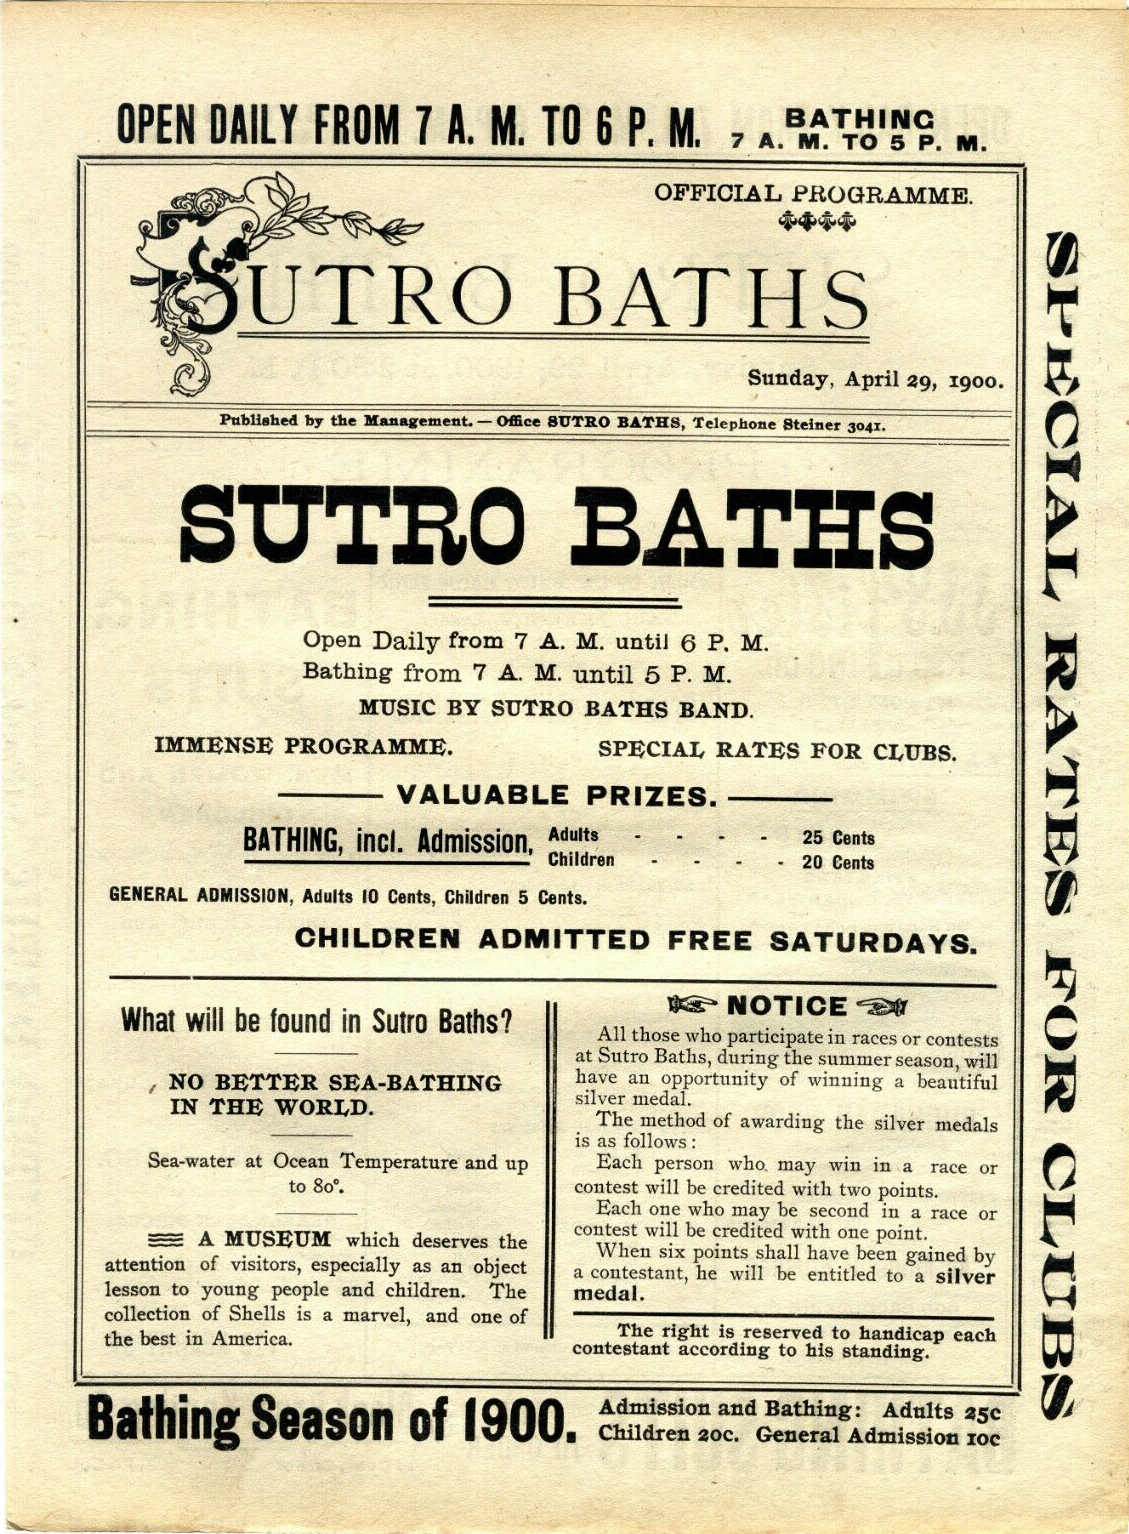 OPEN DAILY FROM 7 A. M. TO 6 P. M.
BATHING
7 A. M. TO 5 P. M.
OFFICIAL PROGRAMME.
SUTRO BATHS
Sunday, April 29, 1900.
Published by the Management. — Office SUTRO BATHS, Telephone Steiner 3041.
SUTRO BATHS
Open Daily from 7 A. M. until 6 P. M.
Bathing from 7 A. M. until 5 P. M.
MUSIC BY SUTRO BATHS BAND.
IMMENSE PROGRAMME. SPECIAL RATES FOR CLUBS.
VALUABLE PRIZES.
BATHING, incl. Admission, Adults - - - - 25 Cents
Children - - - - 20 Cents
GENERAL ADMISSION, Adults 10 Cents, Children 5 Cents.
CHILDREN ADMITTED FREE SATURDAYS.
What will be found in Sutro Baths?
NO BETTER SEA-BATHING
IN THE WORLD.
Sea-water at Ocean Temperature and up
to 80°.
A MUSEUM which deserves the
attention of visitors, especially as an object
lesson to young people and children. The
collection of Shells is a marvel, and one of
the best in America.
NOTICE
All those who participate in races or contests
at Sutro Baths, during the summer season, will
have an opportunity of winning a beautiful
silver medal.
The method of awarding the silver medals
is as follows:
Each person who may win in a race or
contest will be credited with two points.
Each one who may be second in a race or
contest will be credited with one point.
When six points shall have been gained by
a contestant, he will be entitled to a silver
medal.
The right is reserved to handicap each
contestant according to his standing.
Bathing Season of 1900.
Admission and Bathing: Adults 25c
Children 20c. General Admission 10c
SPECIAL RATES FOR CLUBS